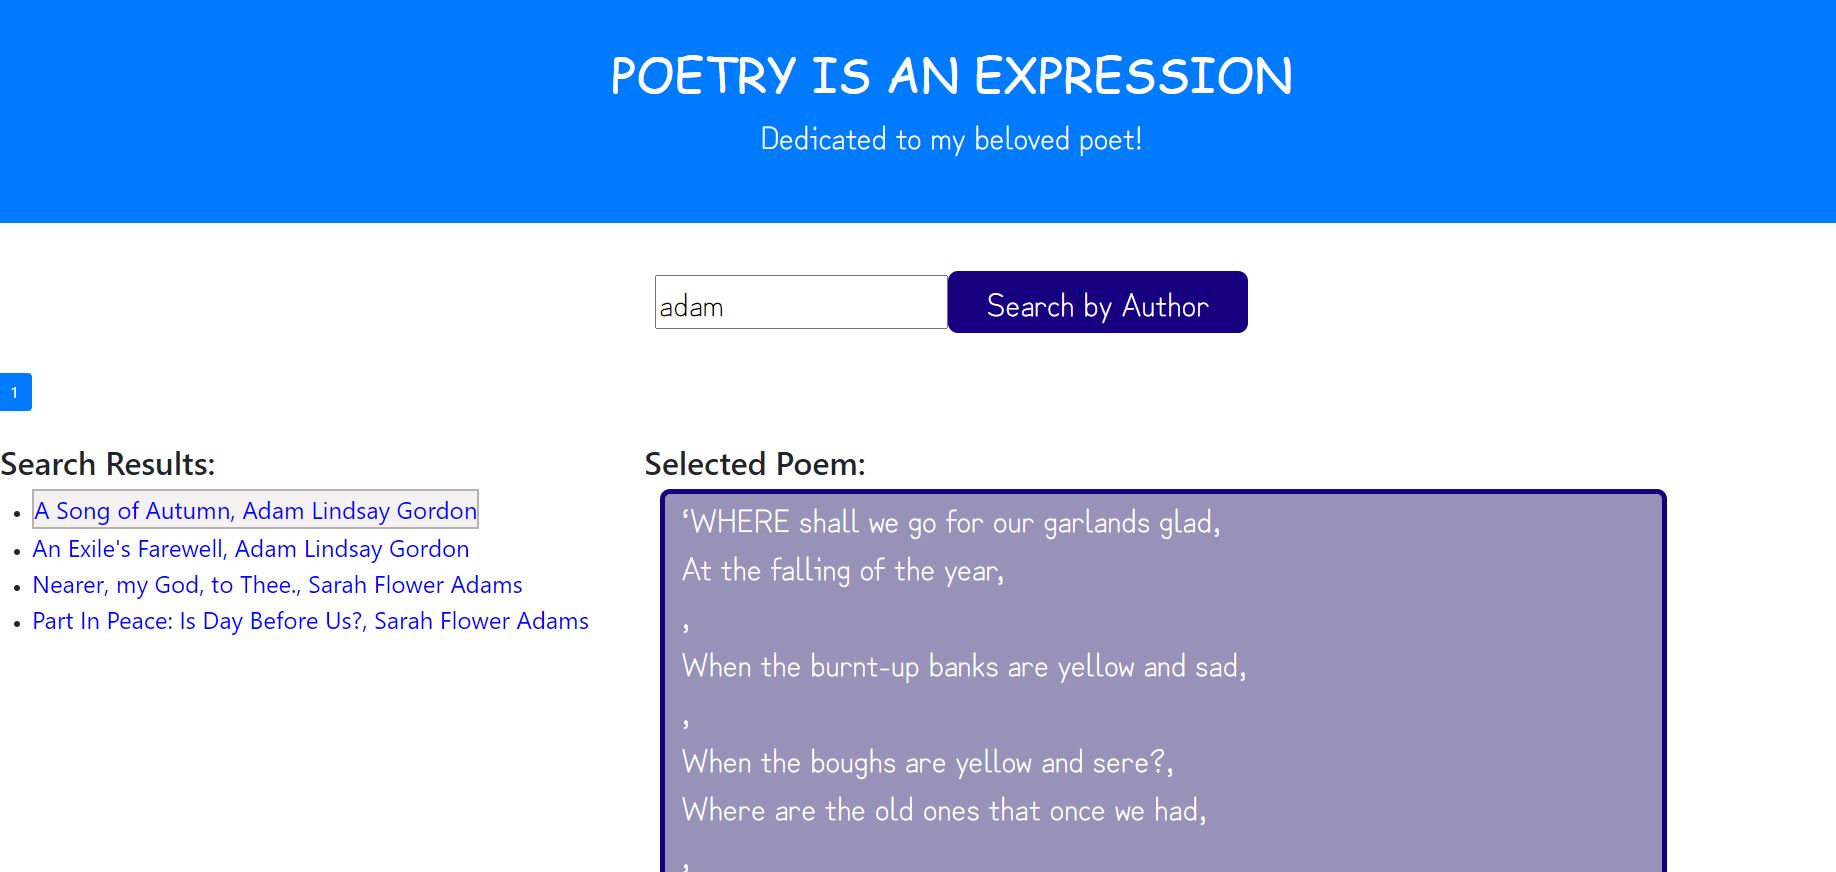 POETRY IS AN EXPRESSION
Dedicated to my beloved poet!
adam
Search by Author
1
Search Results:
A Song of Autumn, Adam Lindsay Gordon
An Exile's Farewell, Adam Lindsay Gordon
Nearer, my God, to Thee., Sarah Flower Adams
Part In Peace: Is Day Before Us?, Sarah Flower Adams
Selected Poem:
‘WHERE shall we go for our garlands glad,
At the falling of the year,
,
When the burnt-up banks are yellow and sad,
,
When the boughs are yellow and sere?,
Where are the old ones that once we had,
,